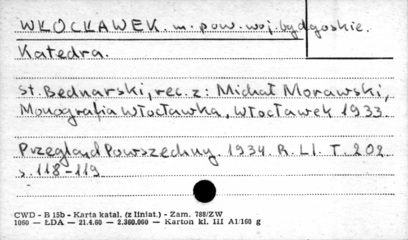 WŁOCŁAWEK. m. pow. woj. bydgoskie.
Katedra.
St. Bednarski, rec. z: Michał Morawski,
Monografia Włocławka, Włocławek 1933.
Przegląd Powszechny. 1934. R. LI. T. 202
s. 118-119
CWD - B 15b - Karta katal. (z liniat.) - Zam. 788/ZW
1060 — ŁDA — 21.4.60 — 2.360.000 — Karton kl. III A1/160 g